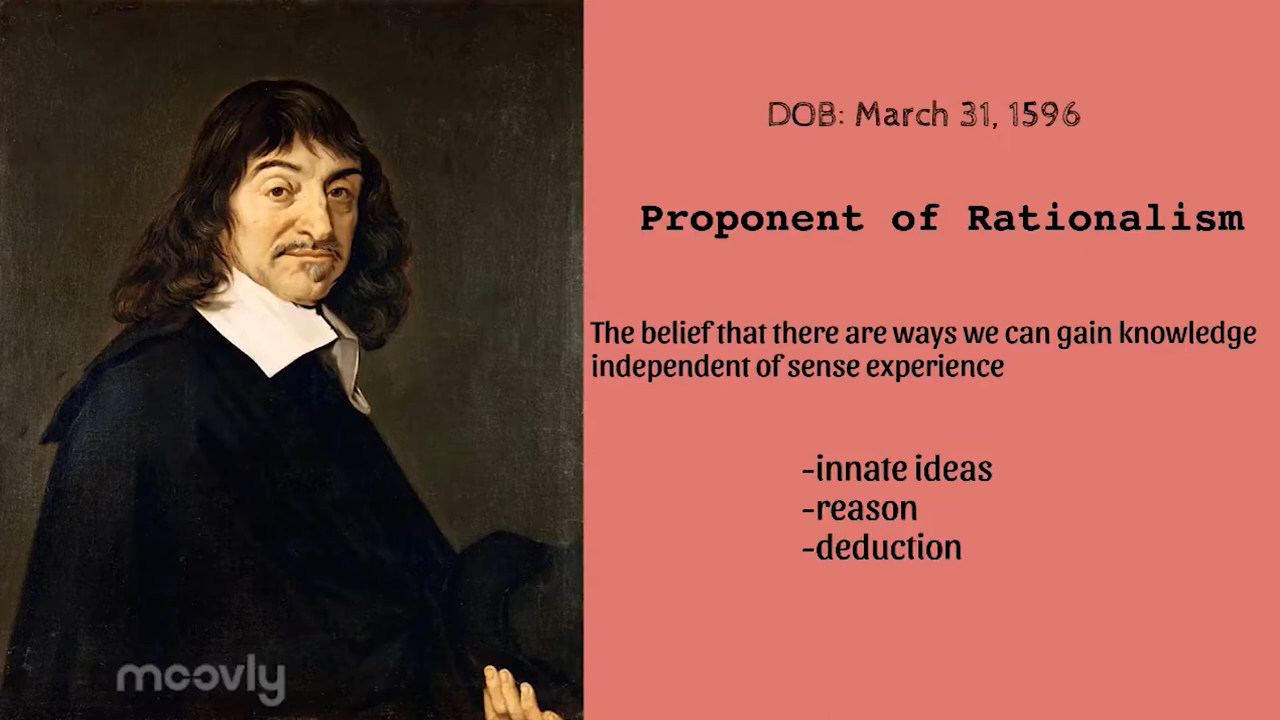 DOB: March 31, 1596
Proponent of Rationalism
The belief that there are ways we can gain knowledge
independent of sense experience
-innate ideas
-reason
-deduction
moovly